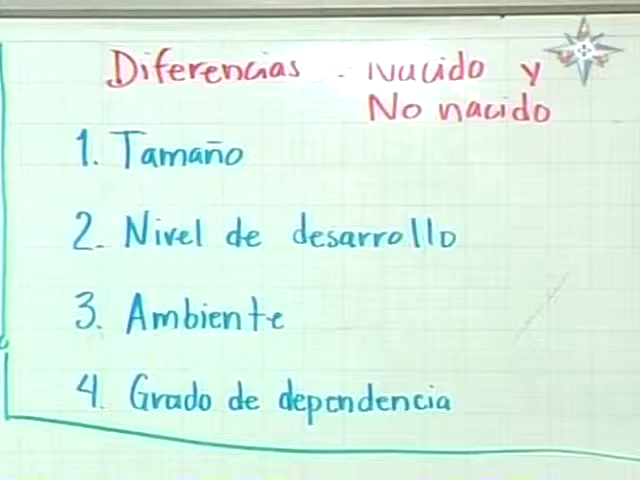 Diferencias - Nacido y
No nacido
1. Tamaño
2. Nivel de desarrollo
3. Ambiente
4. Grado de dependencia